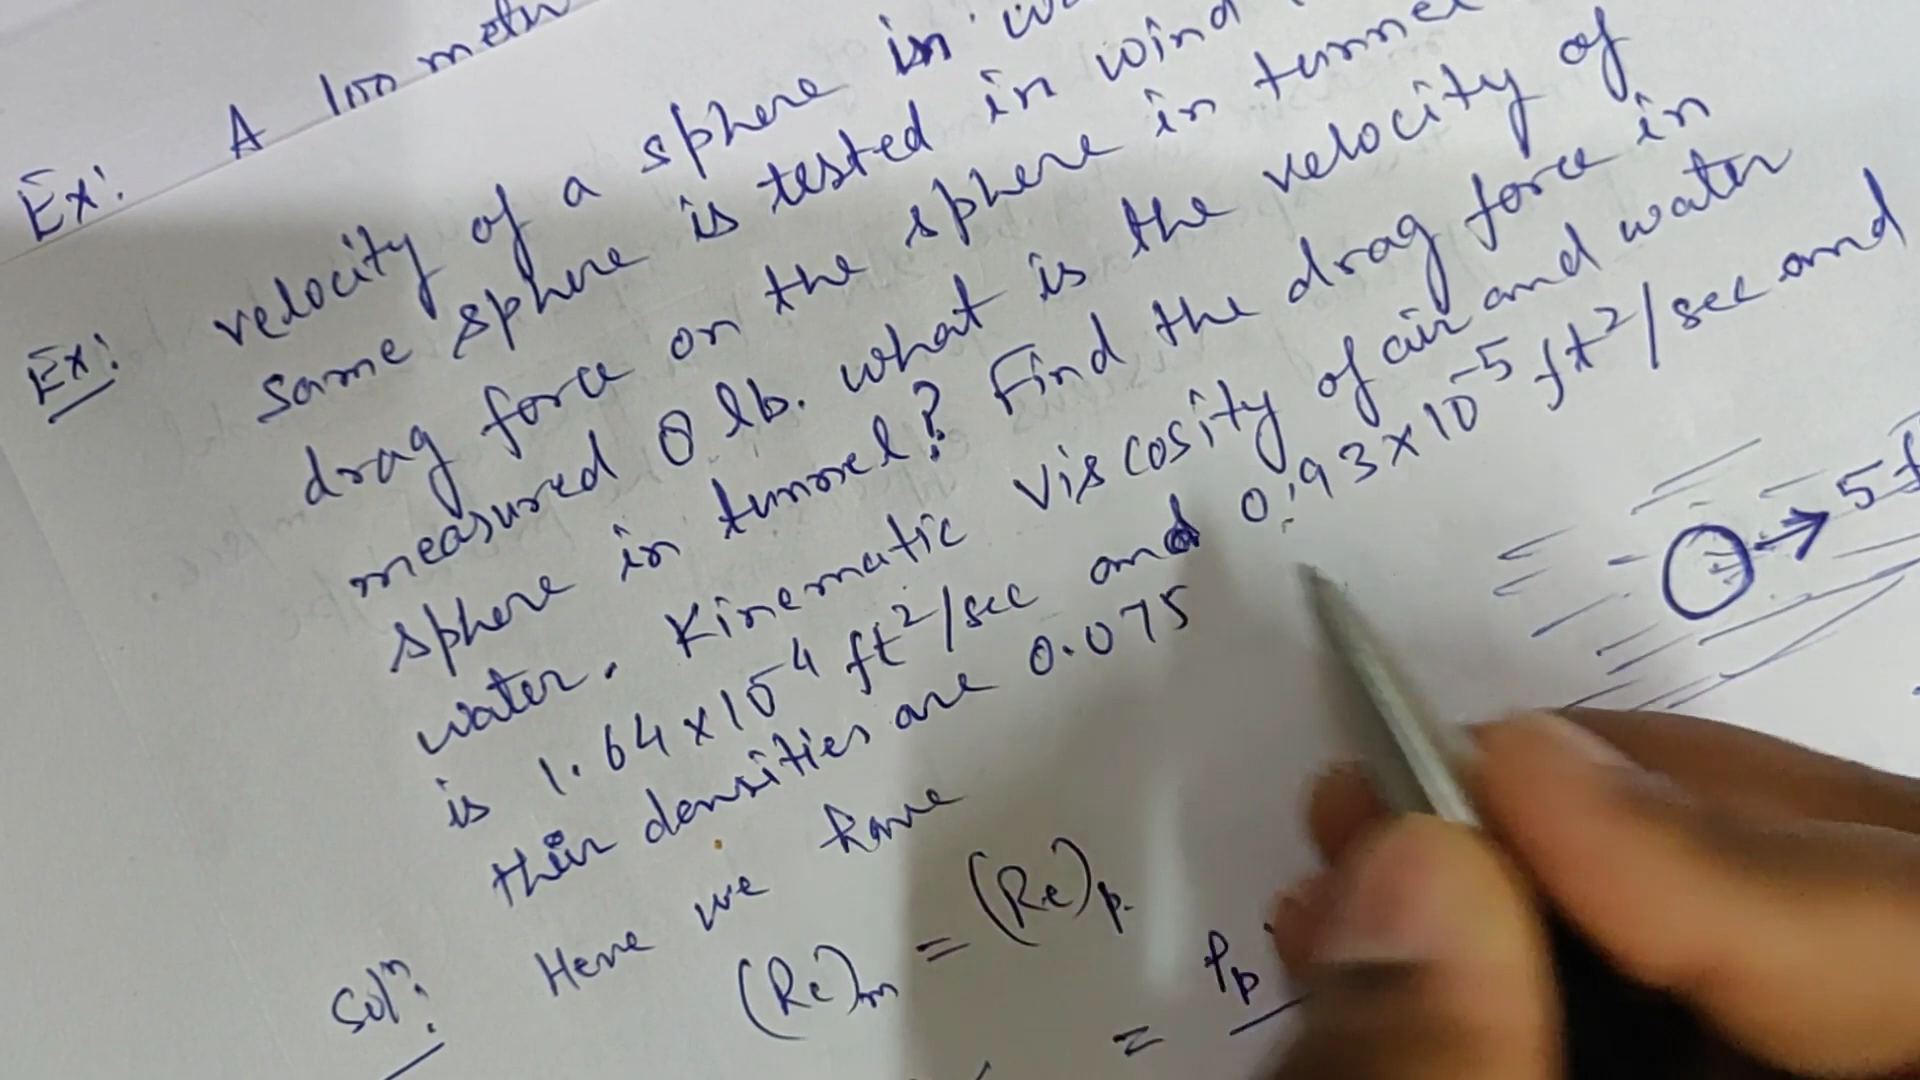 Ex: A 100 metr
Ex: velocity of a sphere in
same sphere is tested in wind
drag force on the sphere in tunnel
measured 0 lb. what is the velocity of
sphere in tunnel? Find the drag force in
water. Kinematic viscosity of air and water
is 1.64×10⁻⁴ ft²/sec and 0.93×10⁻⁵ ft²/sec and
their densities are 0.075
5 f
Solⁿ: Here we have
(Re)m = (Re)p.
= ρp